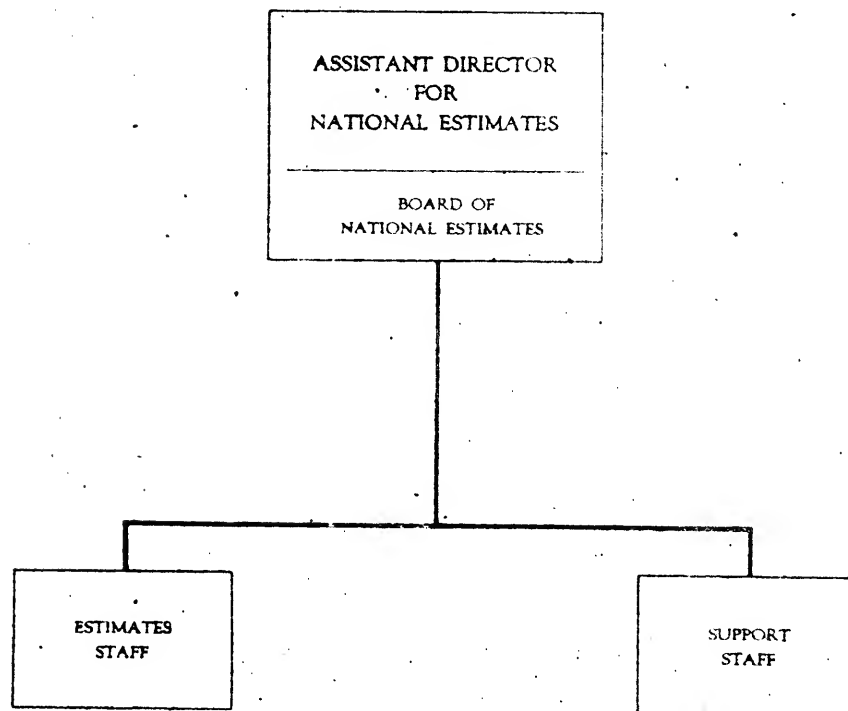 ASSISTANT DIRECTOR
FOR
NATIONAL ESTIMATES
BOARD OF
NATIONAL ESTIMATES
ESTIMATES
STAFF
SUPPORT
STAFF